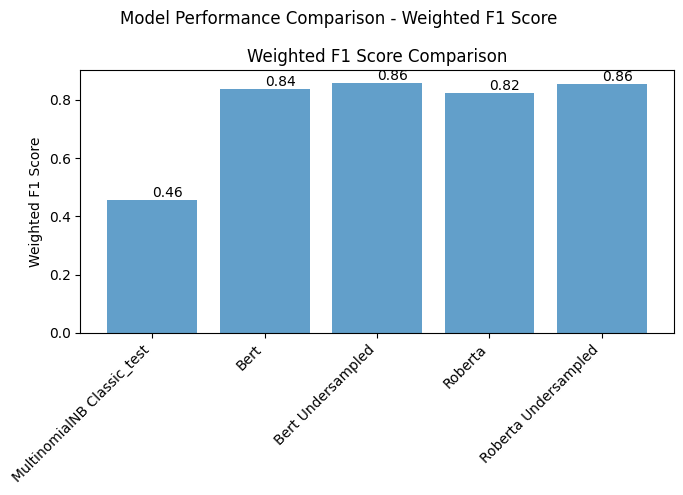 Model Performance Comparison - Weighted F1 Score
Weighted F1 Score Comparison
Weighted F1 Score
0.8
0.6
0.4
0.2
0.0
0.46
0.84
0.86
0.82
0.86
MultinomialNB Classic_test
Bert
Bert Undersampled
Roberta
Roberta Undersampled